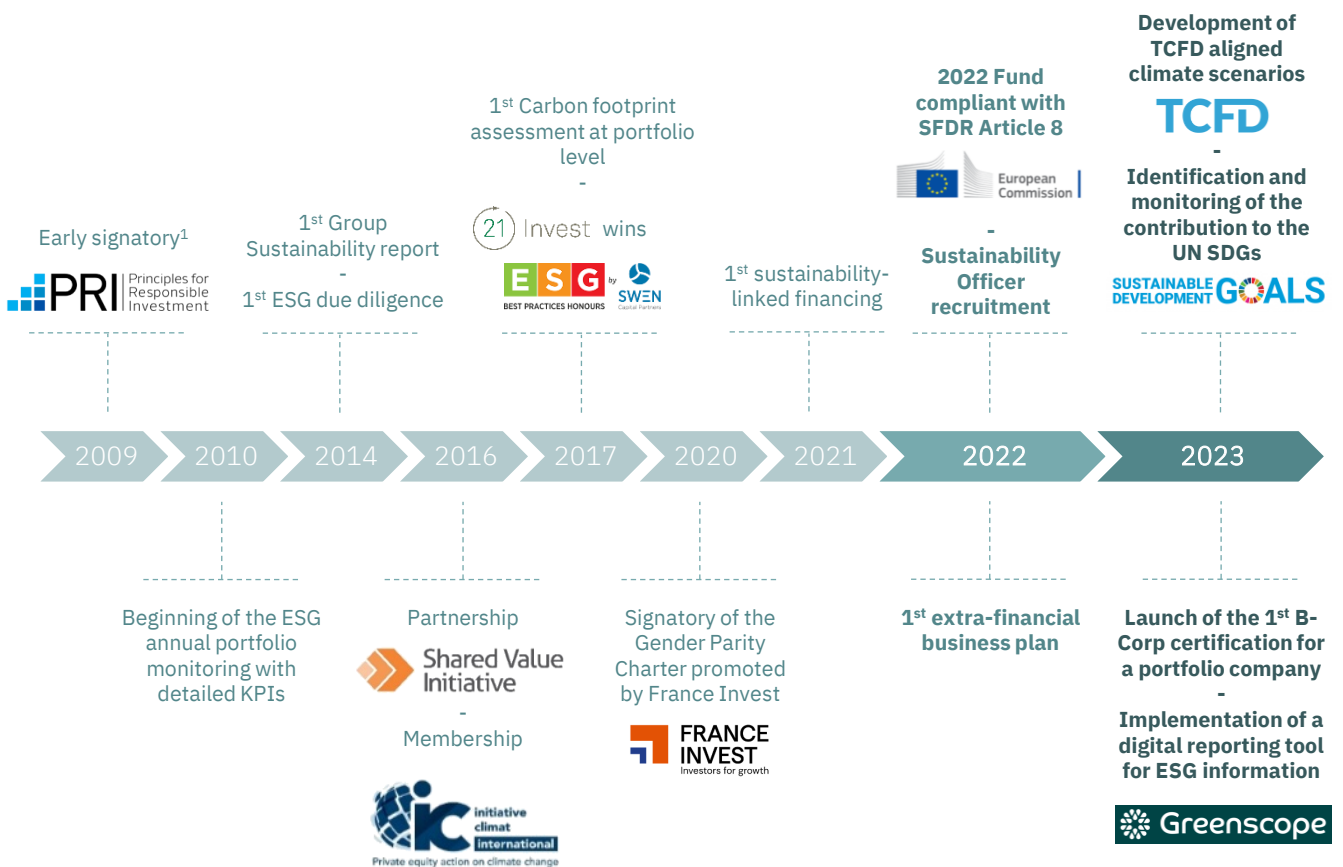 Development of
TCFD aligned
climate scenarios
TCFD
-
Identification and
monitoring of the
contribution to the
UN SDGs
SUSTAINABLE
DEVELOPMENT GOALS
2022 Fund
compliant with
SFDR Article 8
European
Commission
-
Sustainability
Officer
recruitment
1st Carbon footprint
assessment at portfolio
level
-
21 Invest wins
ESG by SWEN
BEST PRACTICES HONOURS Capital Partners
1st sustainability-
linked financing
1st Group
Sustainability report
-
1st ESG due diligence
Early signatory1
PRI Principles for
Responsible
Investment
2009 2010 2014 2016 2017 2020 2021 2022 2023
Beginning of the ESG
annual portfolio
monitoring with
detailed KPIs
Partnership
Shared Value
Initiative
-
Membership
iC initiative
climat
international
Private equity action on climate change
Signatory of the
Gender Parity
Charter promoted
by France Invest
FRANCE
INVEST
Investors for growth
1st extra-financial
business plan
Launch of the 1st B-
Corp certification for
a portfolio company
-
Implementation of a
digital reporting tool
for ESG information
Greenscope